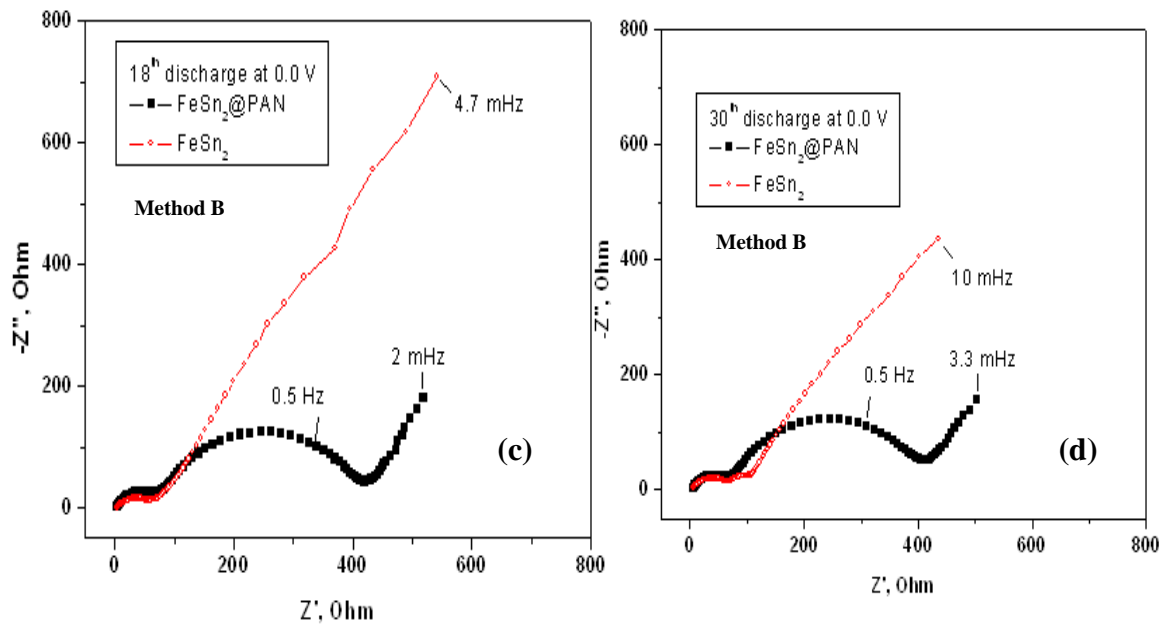 800
600
400
200
0
-Z", Ohm
18th discharge at 0.0 V
FeSn2@PAN
FeSn2
Method B
4.7 mHz
2 mHz
0.5 Hz
(c)
0 200 400 600 800
Z', Ohm
800
600
400
200
0
-Z", Ohm
30th discharge at 0.0 V
FeSn2@PAN
FeSn2
Method B
10 mHz
3.3 mHz
0.5 Hz
(d)
0 200 400 600 800
Z', Ohm